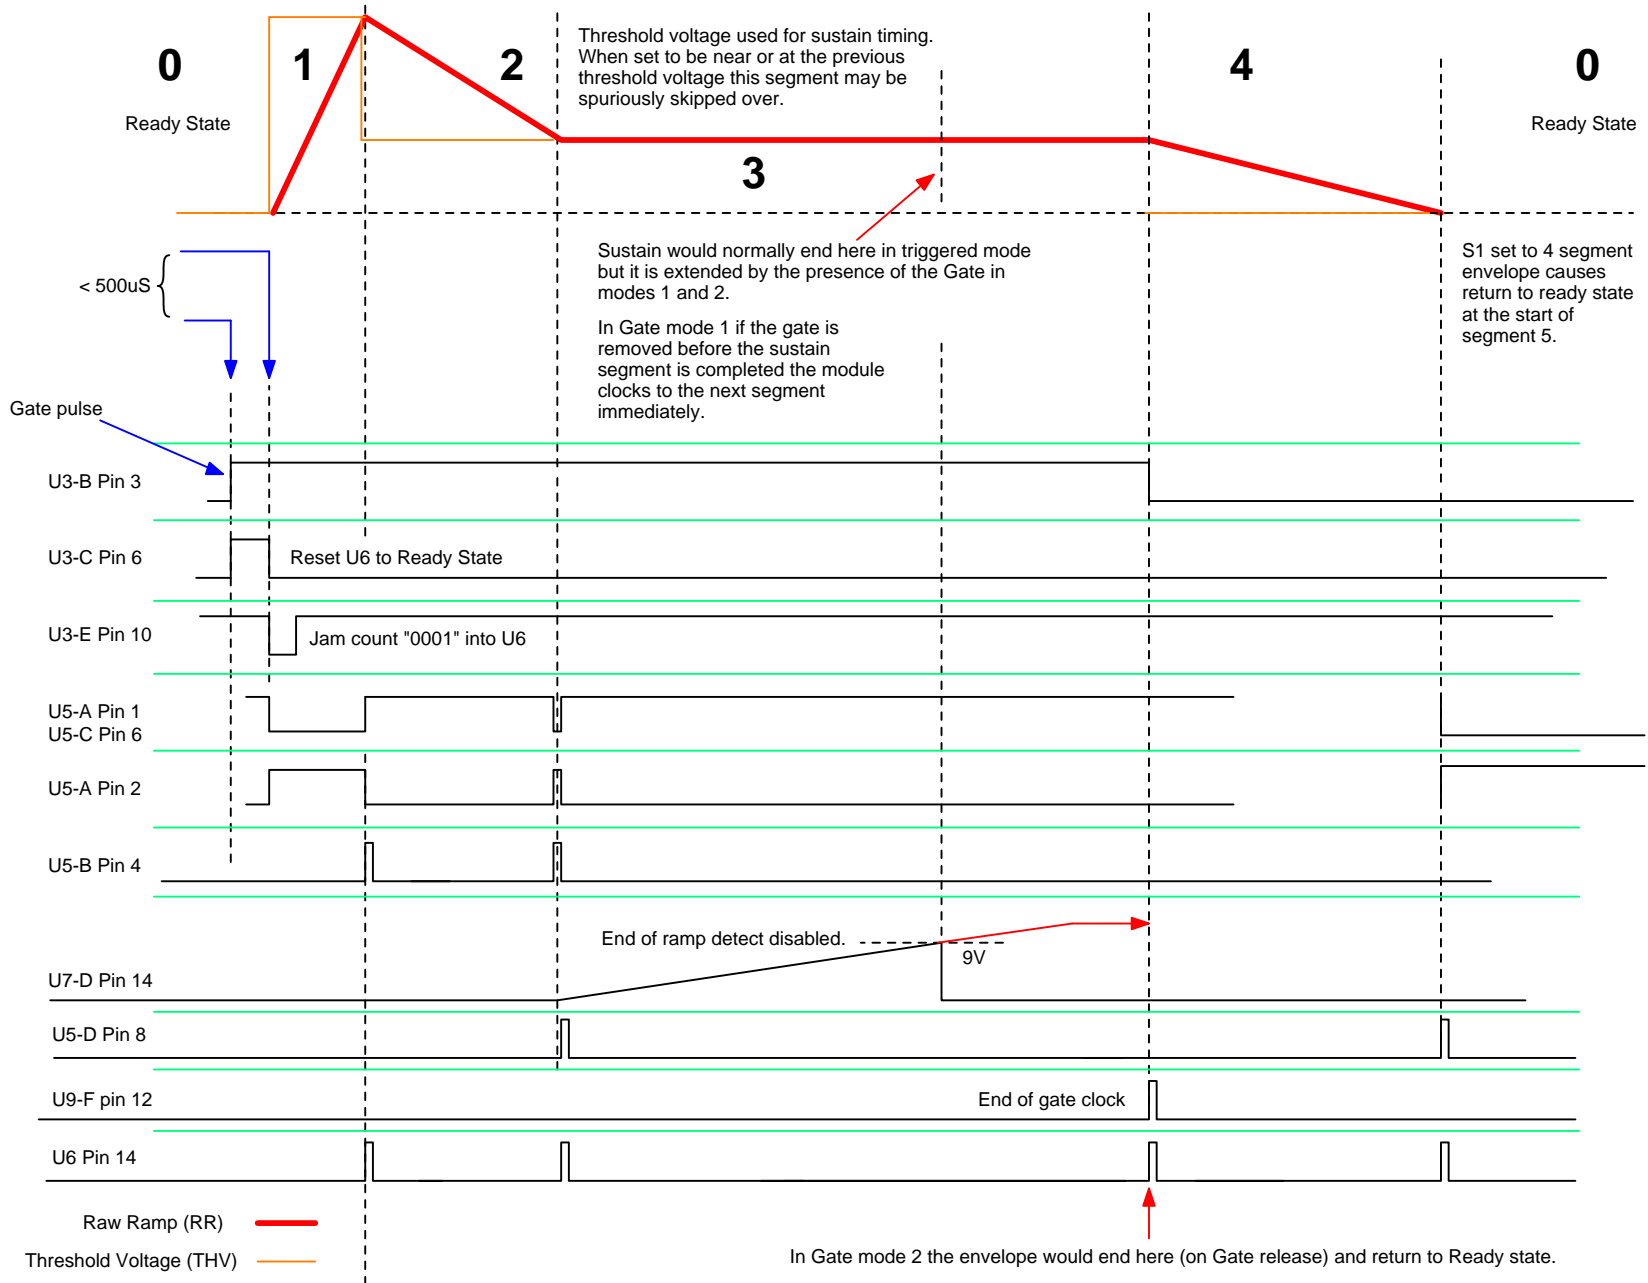 0
1
2
4
0
Threshold voltage used for sustain timing.
When set to be near or at the previous
threshold voltage this segment may be
spuriously skipped over.
Ready State
Ready State
3
Sustain would normally end here in triggered mode
but it is extended by the presence of the Gate in
modes 1 and 2.
In Gate mode 1 if the gate is
removed before the sustain
segment is completed the module
clocks to the next segment
immediately.
S1 set to 4 segment
envelope causes
return to ready state
at the start of
segment 5.
< 500uS
Gate pulse
U3-B Pin 3
U3-C Pin 6
Reset U6 to Ready State
U3-E Pin 10
Jam count "0001" into U6
U5-A Pin 1
U5-C Pin 6
U5-A Pin 2
U5-B Pin 4
End of ramp detect disabled.
9V
U7-D Pin 14
U5-D Pin 8
U9-F pin 12
End of gate clock
U6 Pin 14
Raw Ramp (RR)
Threshold Voltage (THV)
In Gate mode 2 the envelope would end here (on Gate release) and return to Ready state.